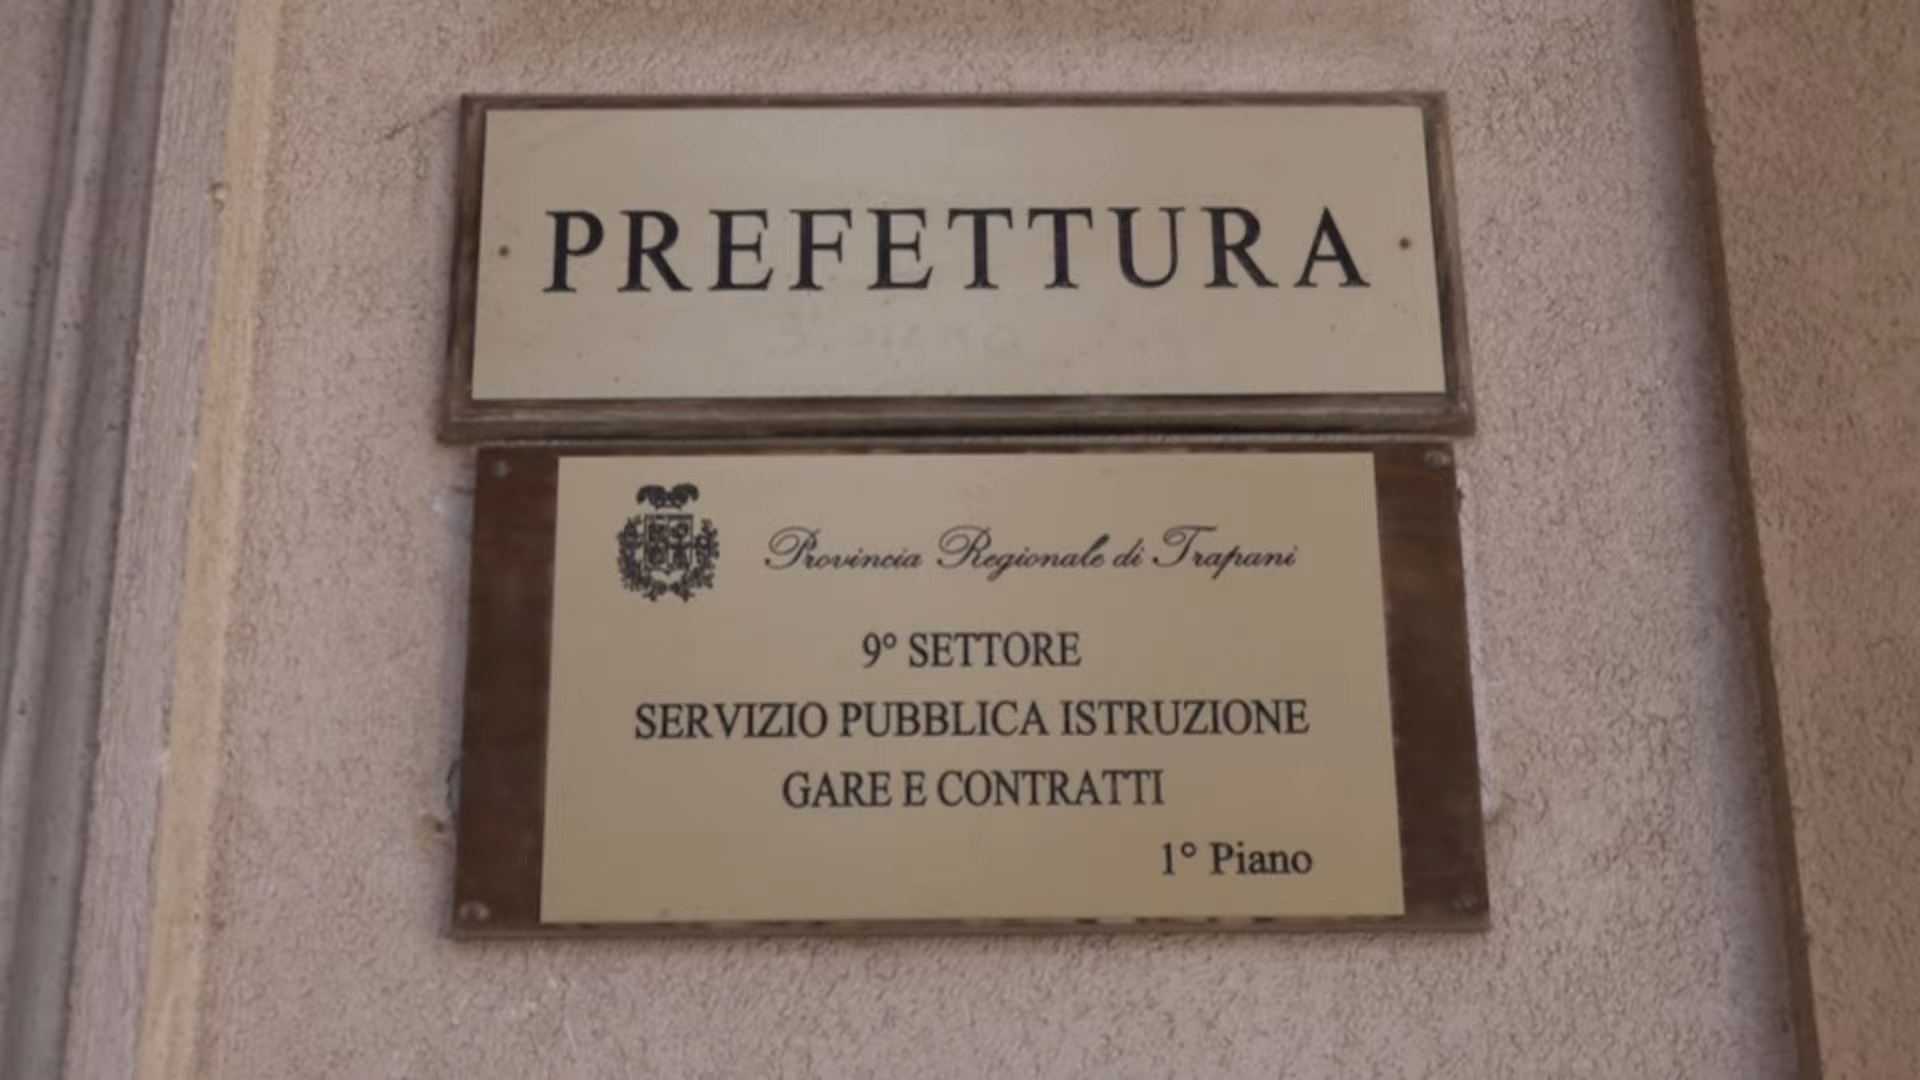 PREFETTURA
Provincia Regionale di Trapani
9° SETTORE
SERVIZIO PUBBLICA ISTRUZIONE
GARE E CONTRATTI
1° Piano